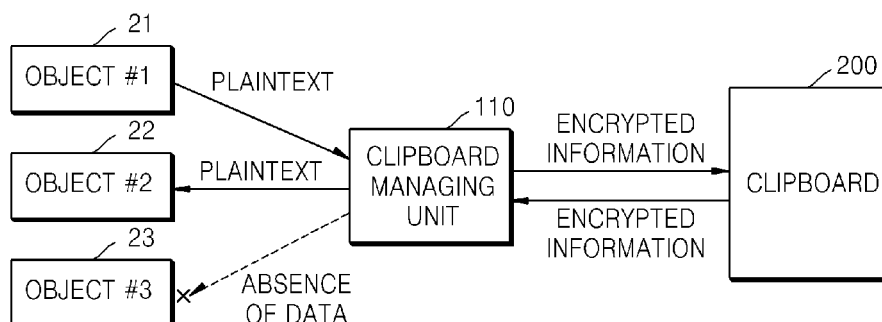 21
OBJECT #1
PLAINTEXT
22
OBJECT #2
PLAINTEXT
23
OBJECT #3
ABSENCE
OF DATA
110
CLIPBOARD
MANAGING
UNIT
ENCRYPTED
INFORMATION
ENCRYPTED
INFORMATION
200
CLIPBOARD